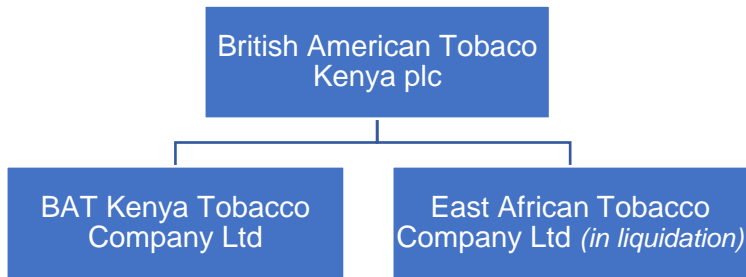 British American Tobaco
Kenya plc
BAT Kenya Tobacco
Company Ltd
East African Tobacco
Company Ltd (in liquidation)